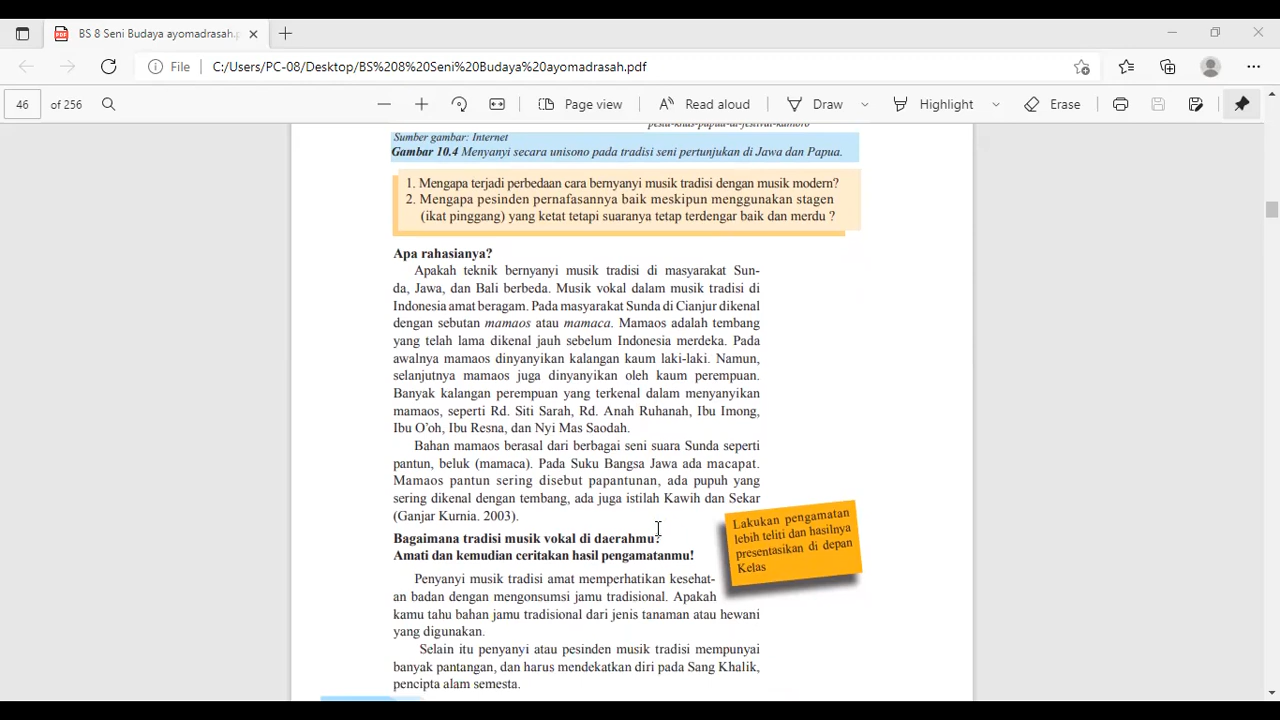 BS 8 Seni Budaya ayomadrasah.p
File C:/Users/PC-08/Desktop/BS%208%20Seni%20Budaya%20ayomadrasah.pdf
46 of 256 Page view Read aloud Draw Highlight Erase
pesta-khas-papua-di-festival-kamoro
Sumber gambar: Internet
Gambar 10.4 Menyanyi secara unisono pada tradisi seni pertunjukan di Jawa dan Papua.
1. Mengapa terjadi perbedaan cara bernyanyi musik tradisi dengan musik modern?
2. Mengapa pesinden pernafasannya baik meskipun menggunakan stagen
(ikat pinggang) yang ketat tetapi suaranya tetap terdengar baik dan merdu ?
Apa rahasianya?
Apakah teknik bernyanyi musik tradisi di masyarakat Sun-
da, Jawa, dan Bali berbeda. Musik vokal dalam musik tradisi di
Indonesia amat beragam. Pada masyarakat Sunda di Cianjur dikenal
dengan sebutan mamaos atau mamaca. Mamaos adalah tembang
yang telah lama dikenal jauh sebelum Indonesia merdeka. Pada
awalnya mamaos dinyanyikan kalangan kaum laki-laki. Namun,
selanjutnya mamaos juga dinyanyikan oleh kaum perempuan.
Banyak kalangan perempuan yang terkenal dalam menyanyikan
mamaos, seperti Rd. Siti Sarah, Rd. Anah Ruhanah, Ibu Imong,
Ibu O’oh, Ibu Resna, dan Nyi Mas Saodah.
Bahan mamaos berasal dari berbagai seni suara Sunda seperti
pantun, beluk (mamaca). Pada Suku Bangsa Jawa ada macapat.
Mamaos pantun sering disebut papantunan, ada pupuh yang
sering dikenal dengan tembang, ada juga istilah Kawih dan Sekar
(Ganjar Kurnia. 2003).
Bagaimana tradisi musik vokal di daerahmu?
Amati dan kemudian ceritakan hasil pengamatanmu!
Lakukan pengamatan
lebih teliti dan hasilnya
presentasikan di depan
Kelas
Penyanyi musik tradisi amat memperhatikan kesehat-
an badan dengan mengonsumsi jamu tradisional. Apakah
kamu tahu bahan jamu tradisional dari jenis tanaman atau hewani
yang digunakan.
Selain itu penyanyi atau pesinden musik tradisi mempunyai
banyak pantangan, dan harus mendekatkan diri pada Sang Khalik,
pencipta alam semesta.